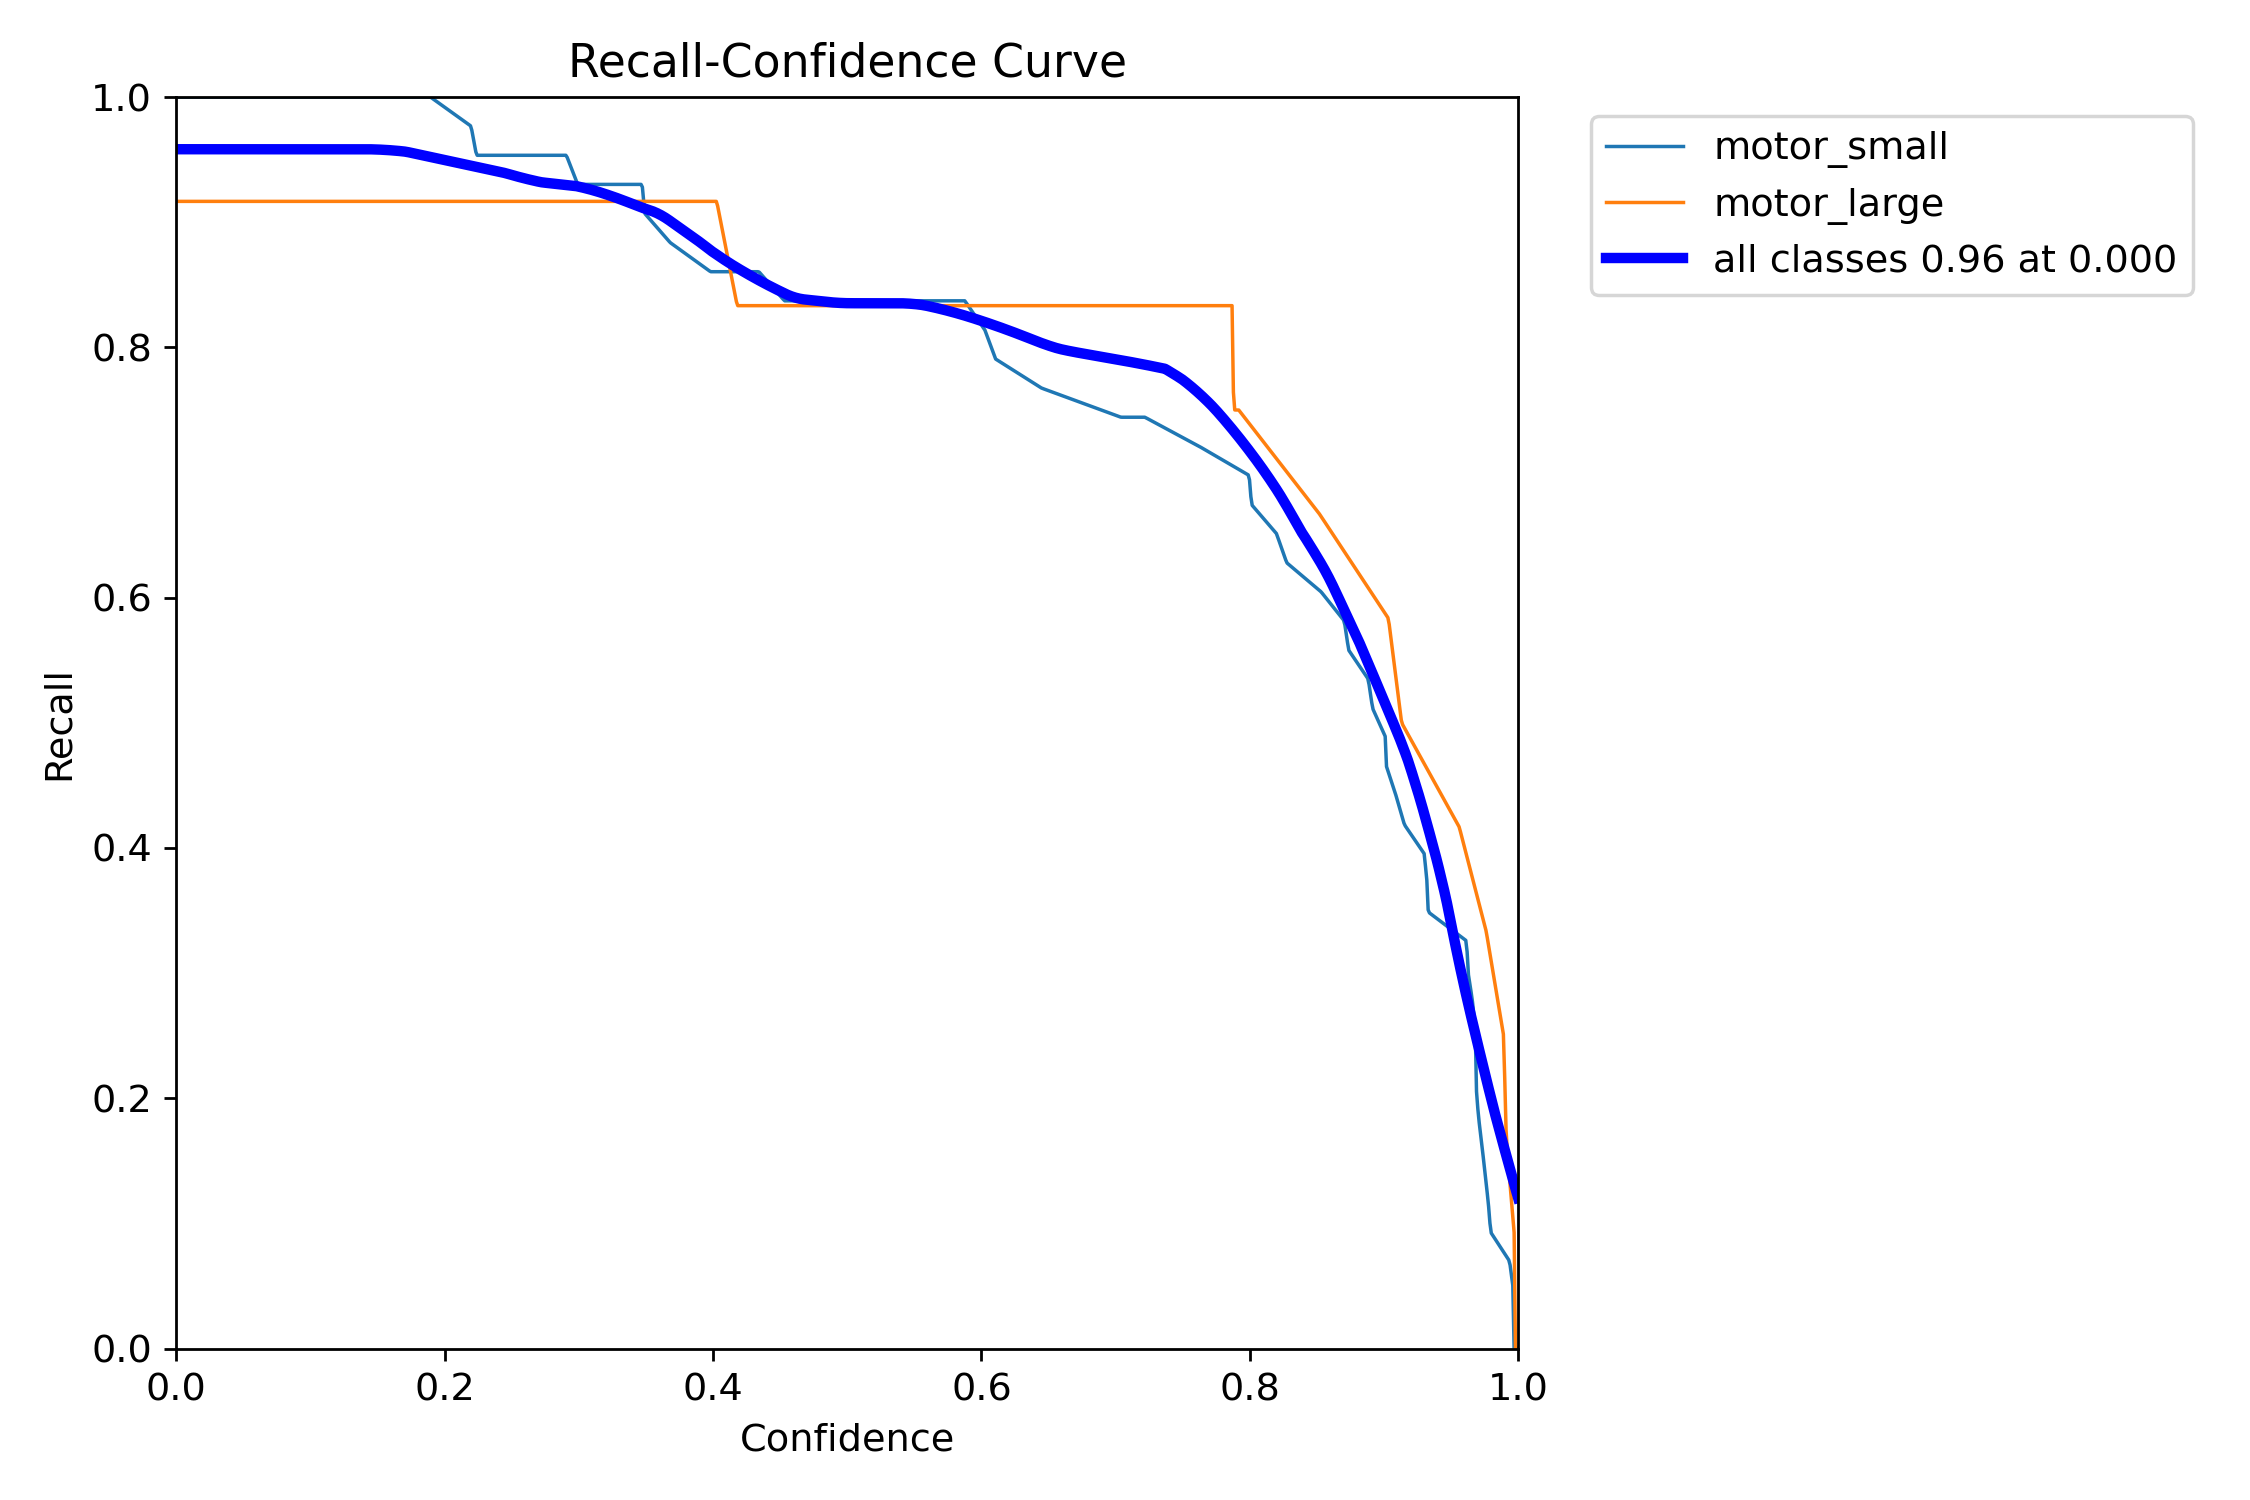 Recall-Confidence Curve
1.0
0.8
0.6
0.4
0.2
0.0
Recall
0.0 0.2 0.4 0.6 0.8 1.0
Confidence
motor_small
motor_large
all classes 0.96 at 0.000